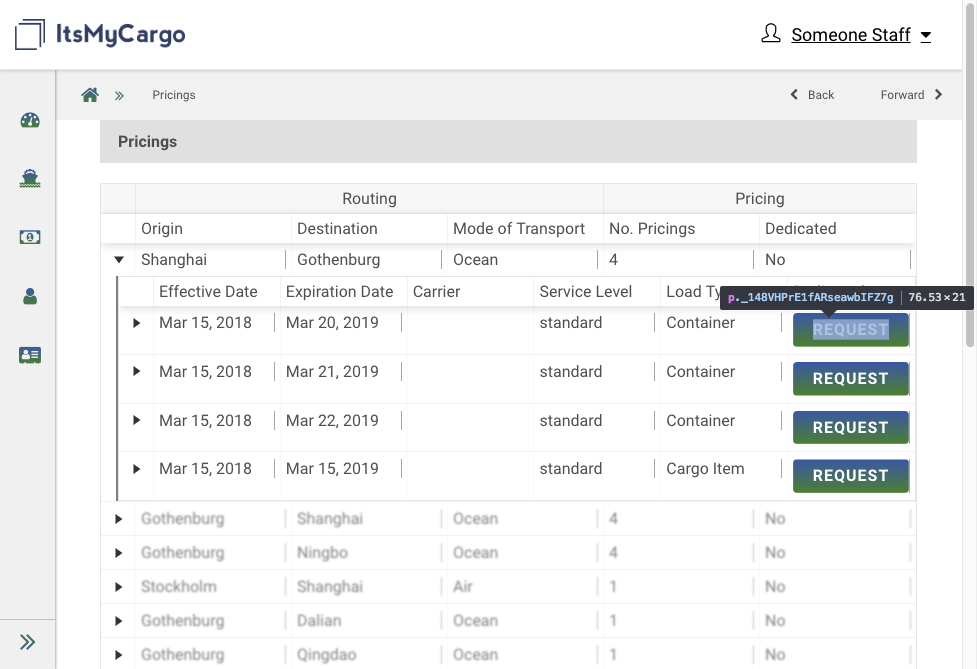 ItsMyCargo
Someone Staff
Pricings
Back
Forward
Pricings
Routing Pricing
Origin Destination Mode of Transport No. Pricings Dedicated
Shanghai Gothenburg Ocean 4 No
Effective Date Expiration Date Carrier Service Level Load Ty
p._148VHPrE1fARseawbIFZ7g 76.53×21
Mar 15, 2018 Mar 20, 2019 standard Container REQUEST
Mar 15, 2018 Mar 21, 2019 standard Container REQUEST
Mar 15, 2018 Mar 22, 2019 standard Container REQUEST
Mar 15, 2018 Mar 15, 2019 standard Cargo Item REQUEST
Gothenburg Shanghai Ocean 4 No
Gothenburg Ningbo Ocean 4 No
Stockholm Shanghai Air 1 No
Gothenburg Dalian Ocean 1 No
Gothenburg Qingdao Ocean 1 No